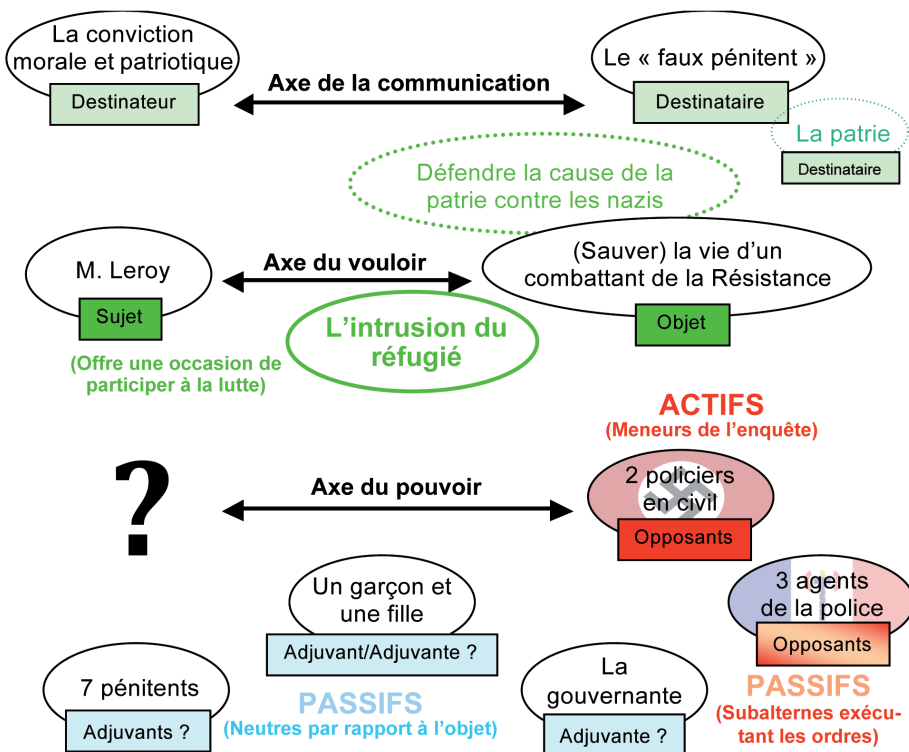 La conviction
morale et patriotique
Destinateur
Axe de la communication
Le « faux pénitent »
Destinataire
La patrie
Destinataire
Défendre la cause de la
patrie contre les nazis
M. Leroy
Sujet
(Offre une occasion de
participer à la lutte)
Axe du vouloir
(Sauver) la vie d’un
combattant de la Résistance
Objet
L’intrusion du
réfugié
ACTIFS
(Meneurs de l’enquête)
?
Axe du pouvoir
2 policiers
en civil
Opposants
Un garçon et
une fille
Adjuvant/Adjuvante ?
3 agents
de la police
Opposants
7 pénitents
Adjuvants ?
PASSIFS
(Neutres par rapport à l’objet)
La
gouvernante
Adjuvante ?
PASSIFS
(Subalternes exécu-
tant les ordres)